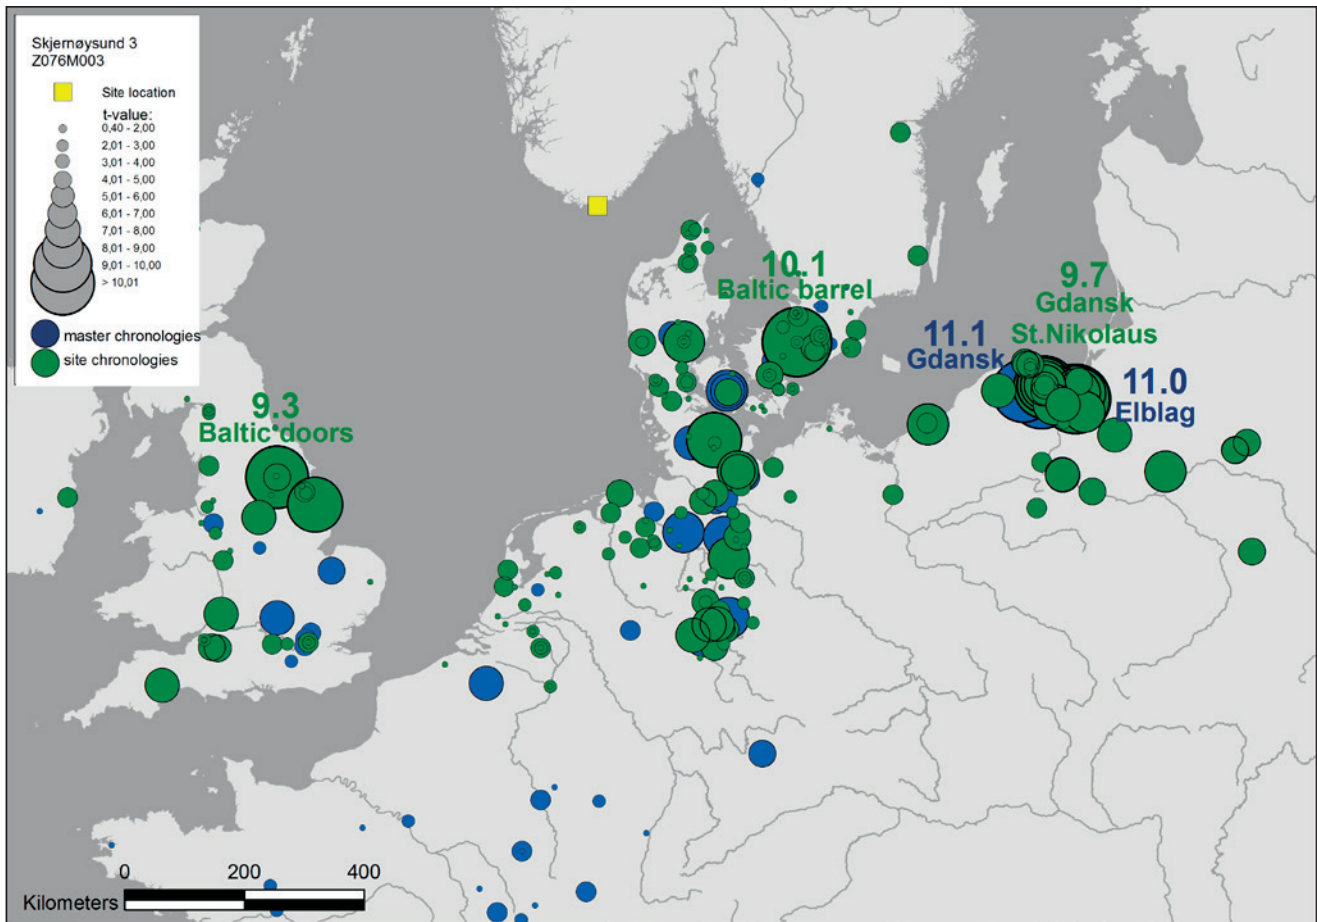 Skjernøysund 3
Z076M003
Site location
t-value:
0,40 - 2,00
2,01 - 3,00
3,01 - 4,00
4,01 - 5,00
5,01 - 6,00
6,01 - 7,00
7,01 - 8,00
8,01 - 9,00
9,01 - 10,00
> 10,01
master chronologies
site chronologies
10.1
Baltic barrel
9.7
Gdansk
St.Nikolaus
11.1
Gdansk
11.0
Elblag
9.3
Baltic doors
0 200 400
Kilometers